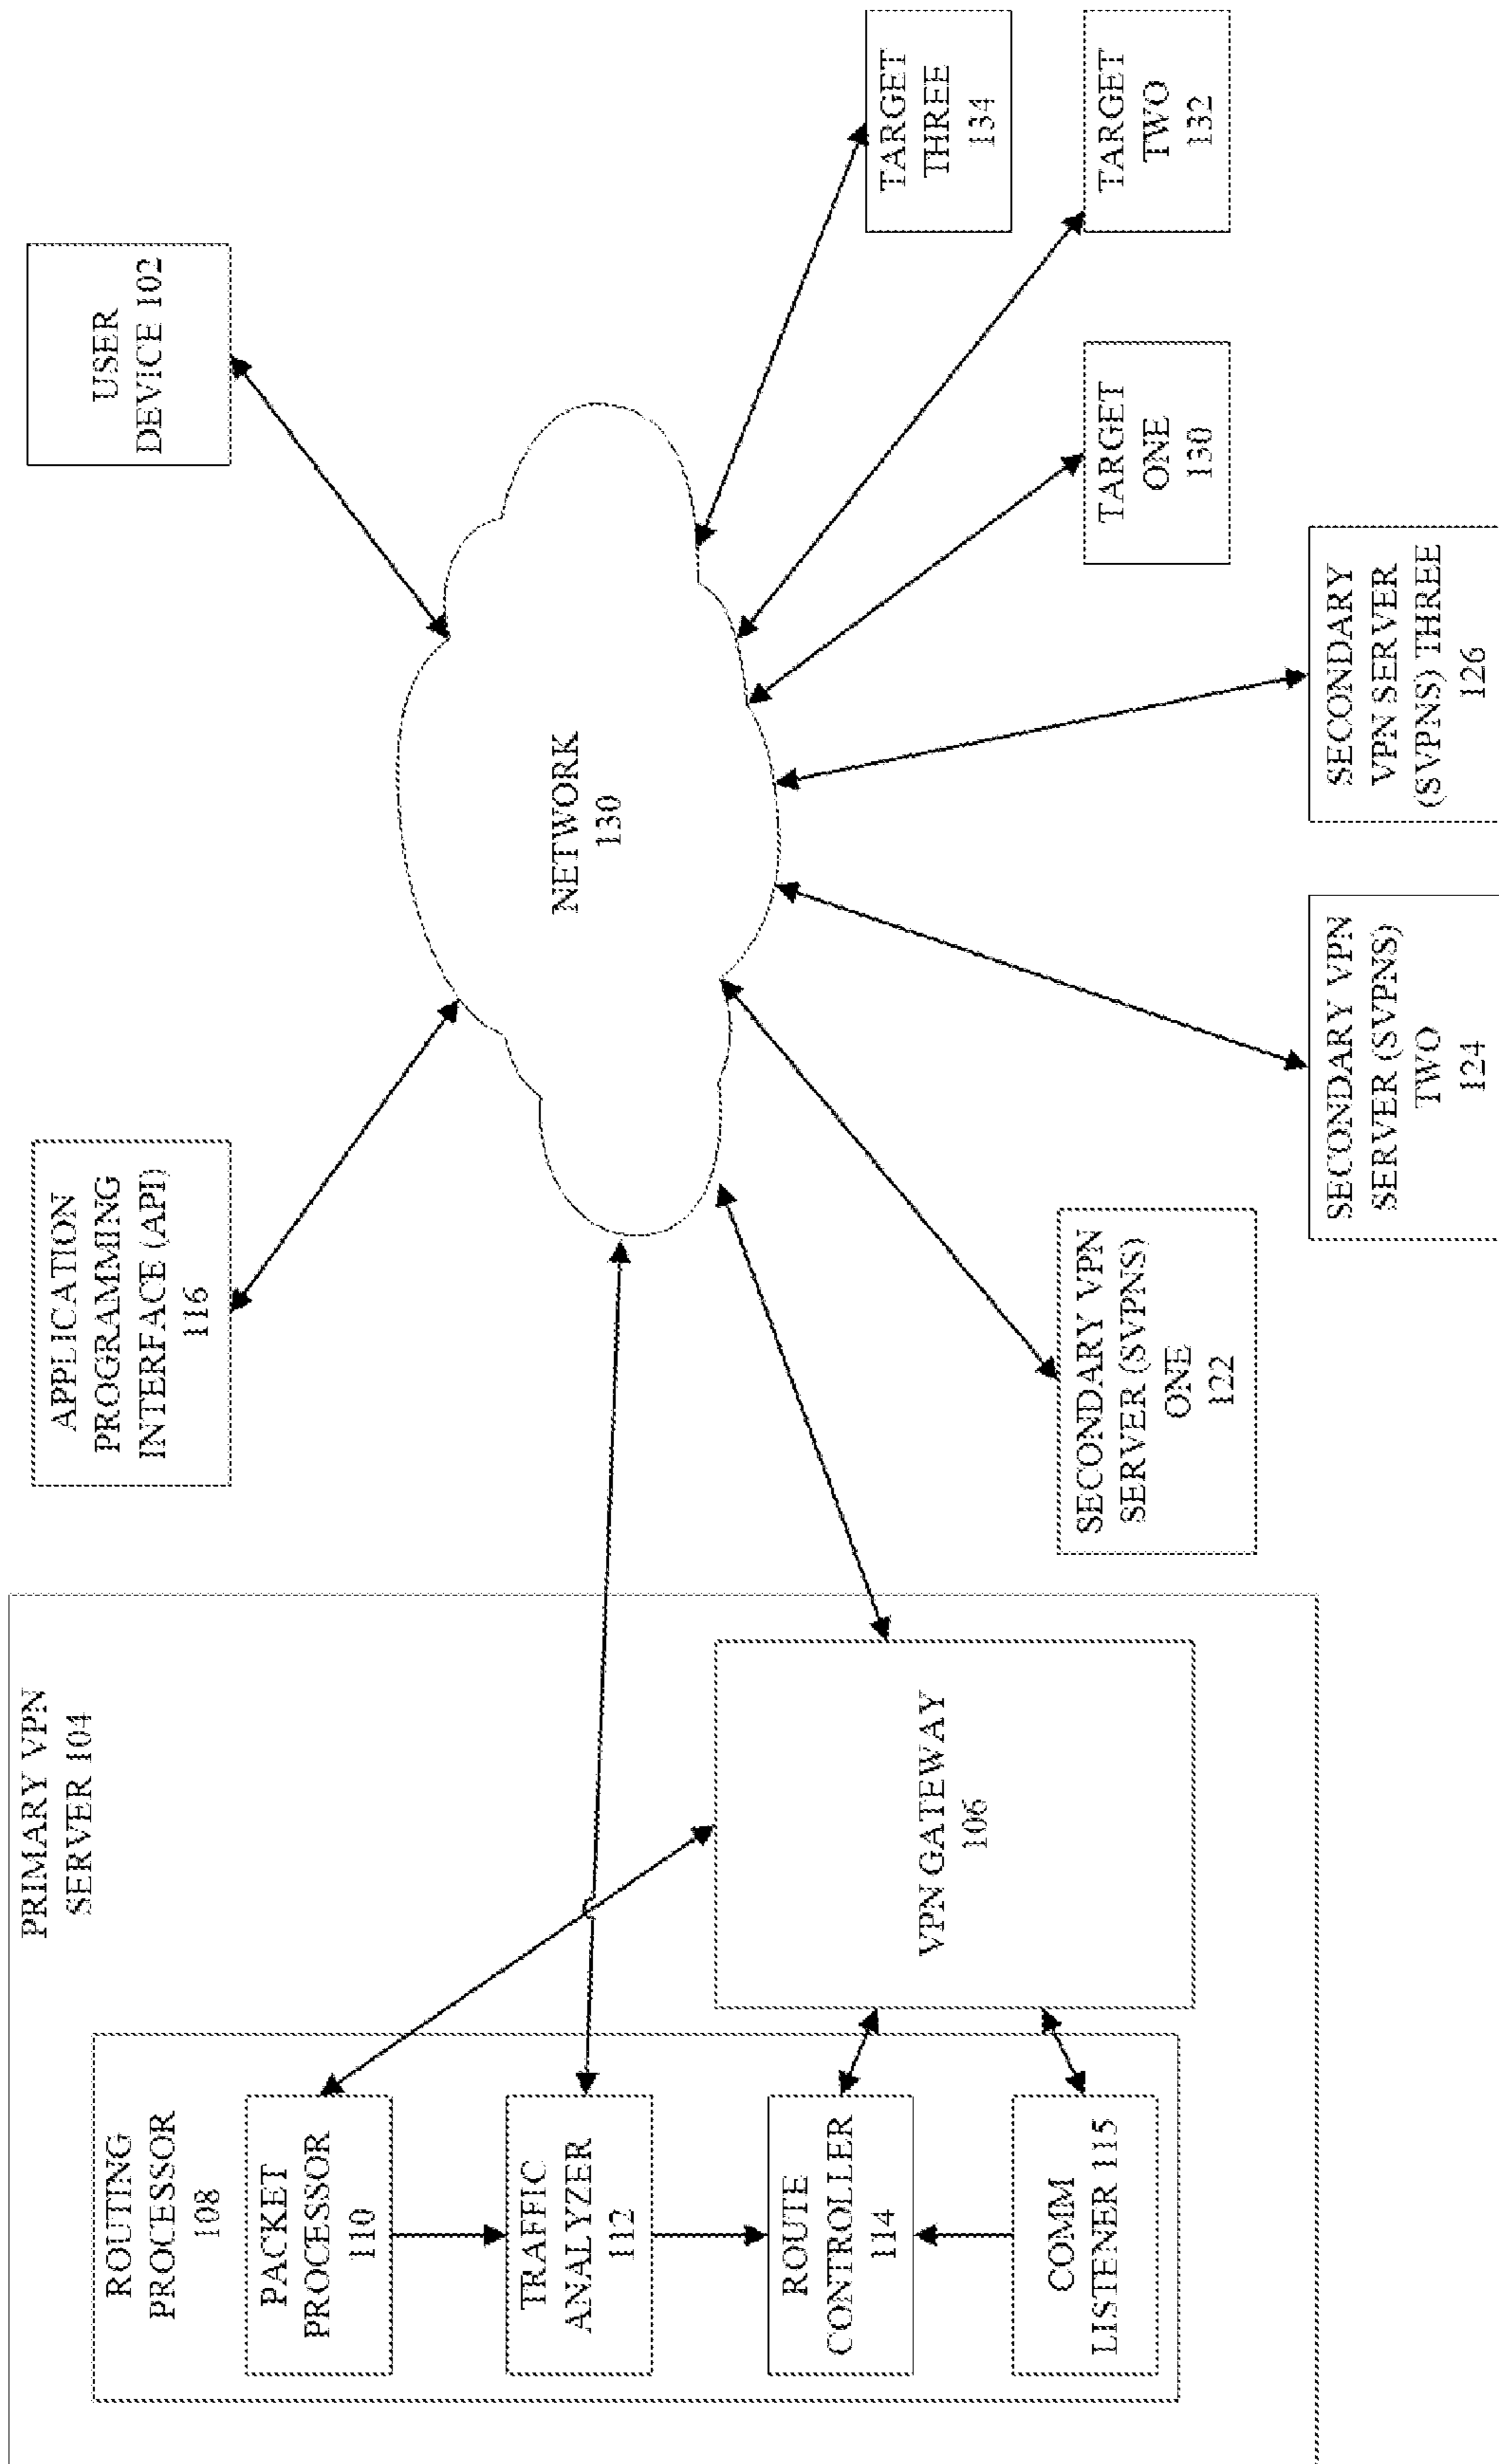 PRIMARY VPN
SERVER 104
ROUTING
PROCESSOR
108
PACKET
PROCESSOR
110
TRAFFIC
ANALYZER
112
ROUTE
CONTROLLER
114
COMM
LISTENER 115
VPN GATEWAY
106
APPLICATION
PROGRAMING
INTERFACE (API)
116
USER
DEVICE 102
NETWORK
130
SECONDARY VPN
SERVER (SVPNS)
ONE
122
SECONDARY VPN
SERVER (SVPNS)
TWO
124
SECONDARY
VPN SERVER
(SVPNS) THREE
126
TARGET
ONE
130
TARGET
TWO
132
TARGET
THREE
134